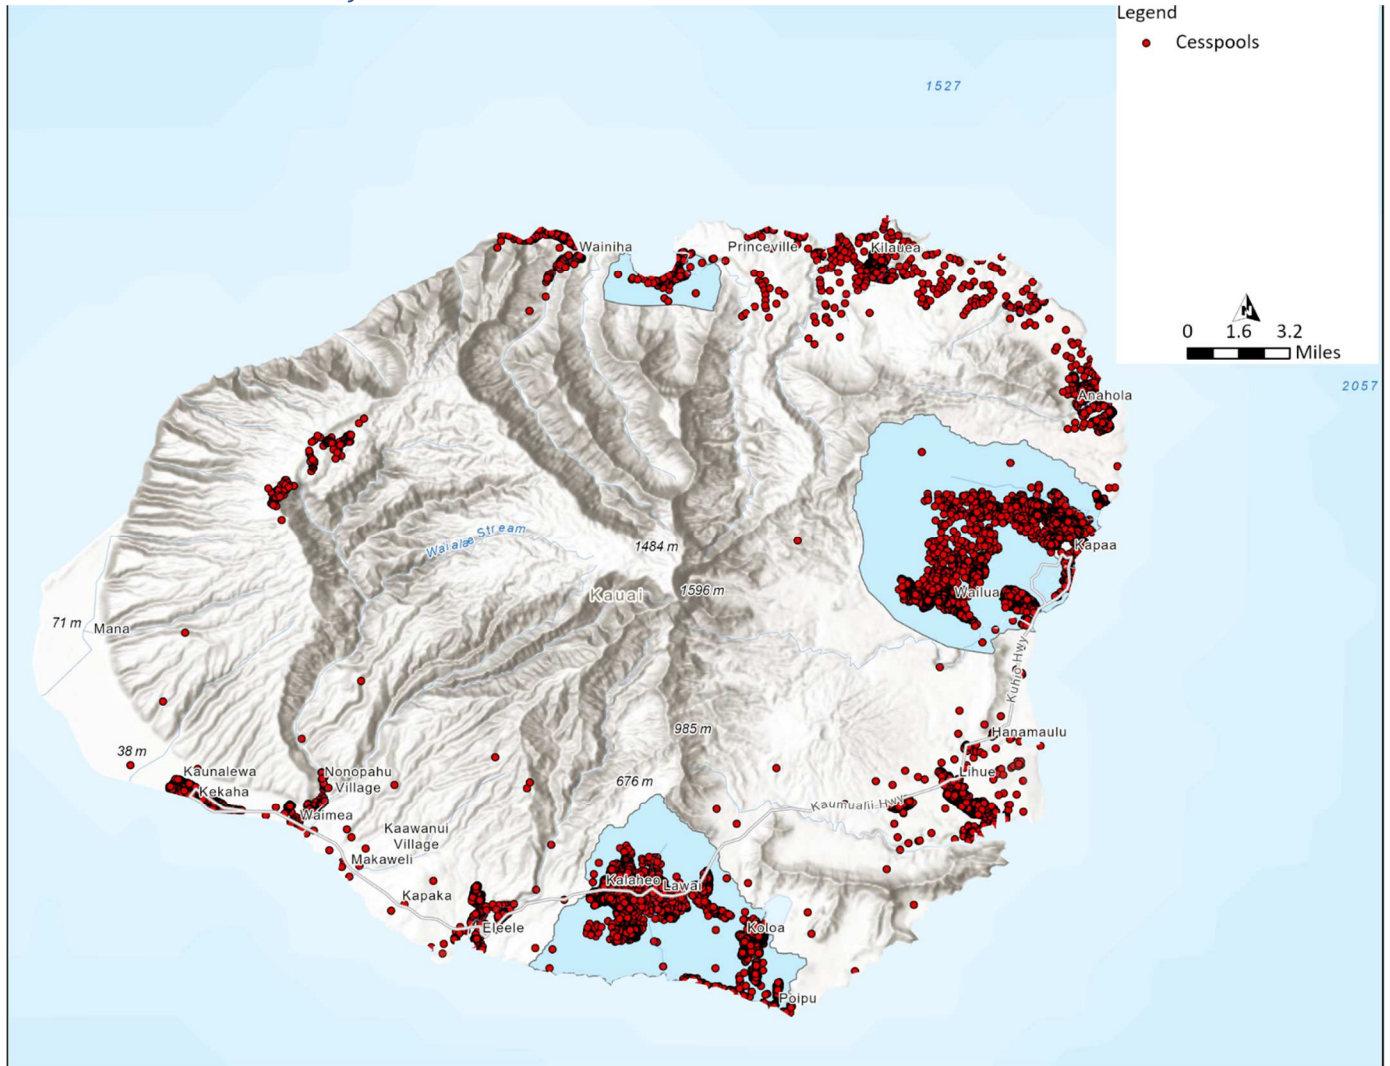 Legend
Cesspools
1527
Wainiha
Princeville
Kilauea
0 1.6 3.2
Miles
N
2057
Anahola
Waialae Stream
1484 m
Kapaa
1596 m
Kauai
Wailua
71 m
Mana
Kuhio Hwy
985 m
Hanamaulu
38 m
Kaunalewa
Nonopahu
Village
676 m
Lihue
Kekaha
Kaumualii Hwy
Waimea
Kaawanui
Village
Makaweli
Kalaheo
Lawai
Kapaka
Eleele
Koloa
Poipu